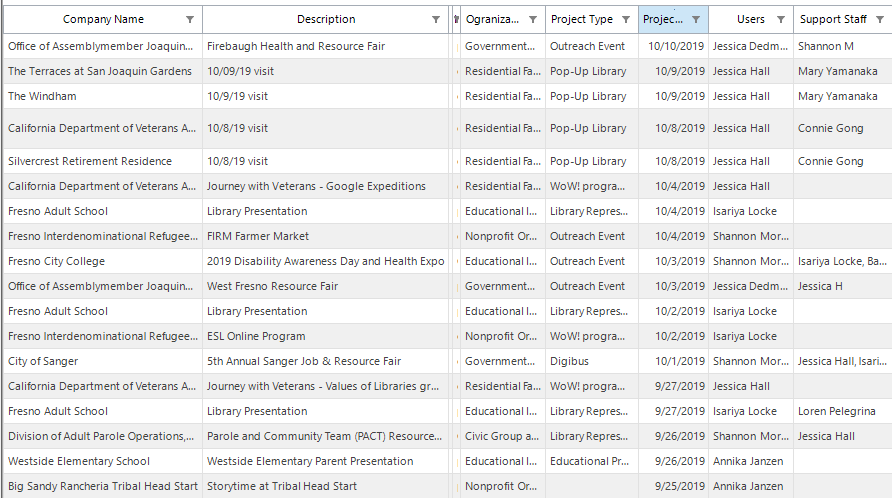 Company Name Description Ograniza... Project Type Projec... Users Support Staff
Office of Assemblymember Joaquin... Firebaugh Health and Resource Fair Government... Outreach Event 10/10/2019 Jessica Dedm... Shannon M
The Terraces at San Joaquin Gardens 10/09/19 visit Residential Fa... Pop-Up Library 10/9/2019 Jessica Hall Mary Yamanaka
The Windham 10/9/19 visit Residential Fa... Pop-Up Library 10/9/2019 Jessica Hall Mary Yamanaka
California Department of Veterans A... 10/8/19 visit Residential Fa... Pop-Up Library 10/8/2019 Jessica Hall Connie Gong
Silvercrest Retirement Residence 10/8/19 visit Residential Fa... Pop-Up Library 10/8/2019 Jessica Hall Connie Gong
California Department of Veterans A... Journey with Veterans - Google Expeditions Residential Fa... WoW! progra... 10/4/2019 Jessica Hall
Fresno Adult School Library Presentation Educational I... Library Repres... 10/4/2019 Isariya Locke
Fresno Interdenominational Refugee... FIRM Farmer Market Nonprofit Or... Outreach Event 10/4/2019 Shannon Mor...
Fresno City College 2019 Disability Awareness Day and Health Expo Educational I... Outreach Event 10/3/2019 Shannon Mor... Isariya Locke, Ba...
Office of Assemblymember Joaquin... West Fresno Resource Fair Government... Outreach Event 10/3/2019 Jessica Dedm... Jessica H
Fresno Adult School Library Presentation Educational I... Library Repres... 10/2/2019 Isariya Locke
Fresno Interdenominational Refugee... ESL Online Program Nonprofit Or... WoW! progra... 10/2/2019 Isariya Locke
City of Sanger 5th Annual Sanger Job & Resource Fair Government... Digibus 10/1/2019 Shannon Mor... Jessica Hall, Isari...
California Department of Veterans A... Journey with Veterans - Values of Libraries gr... Residential Fa... WoW! progra... 9/27/2019 Jessica Hall
Fresno Adult School Library Presentation Educational I... Library Repres... 9/27/2019 Isariya Locke Loren Pelegrina
Division of Adult Parole Operations,... Parole and Community Team (PACT) Resource... Civic Group a... Library Repres... 9/26/2019 Shannon Mor... Jessica Hall
Westside Elementary School Westside Elementary Parent Presentation Educational I... Educational Pr... 9/26/2019 Annika Janzen
Big Sandy Rancheria Tribal Head Start Storytime at Tribal Head Start Nonprofit Or... 9/25/2019 Annika Janzen